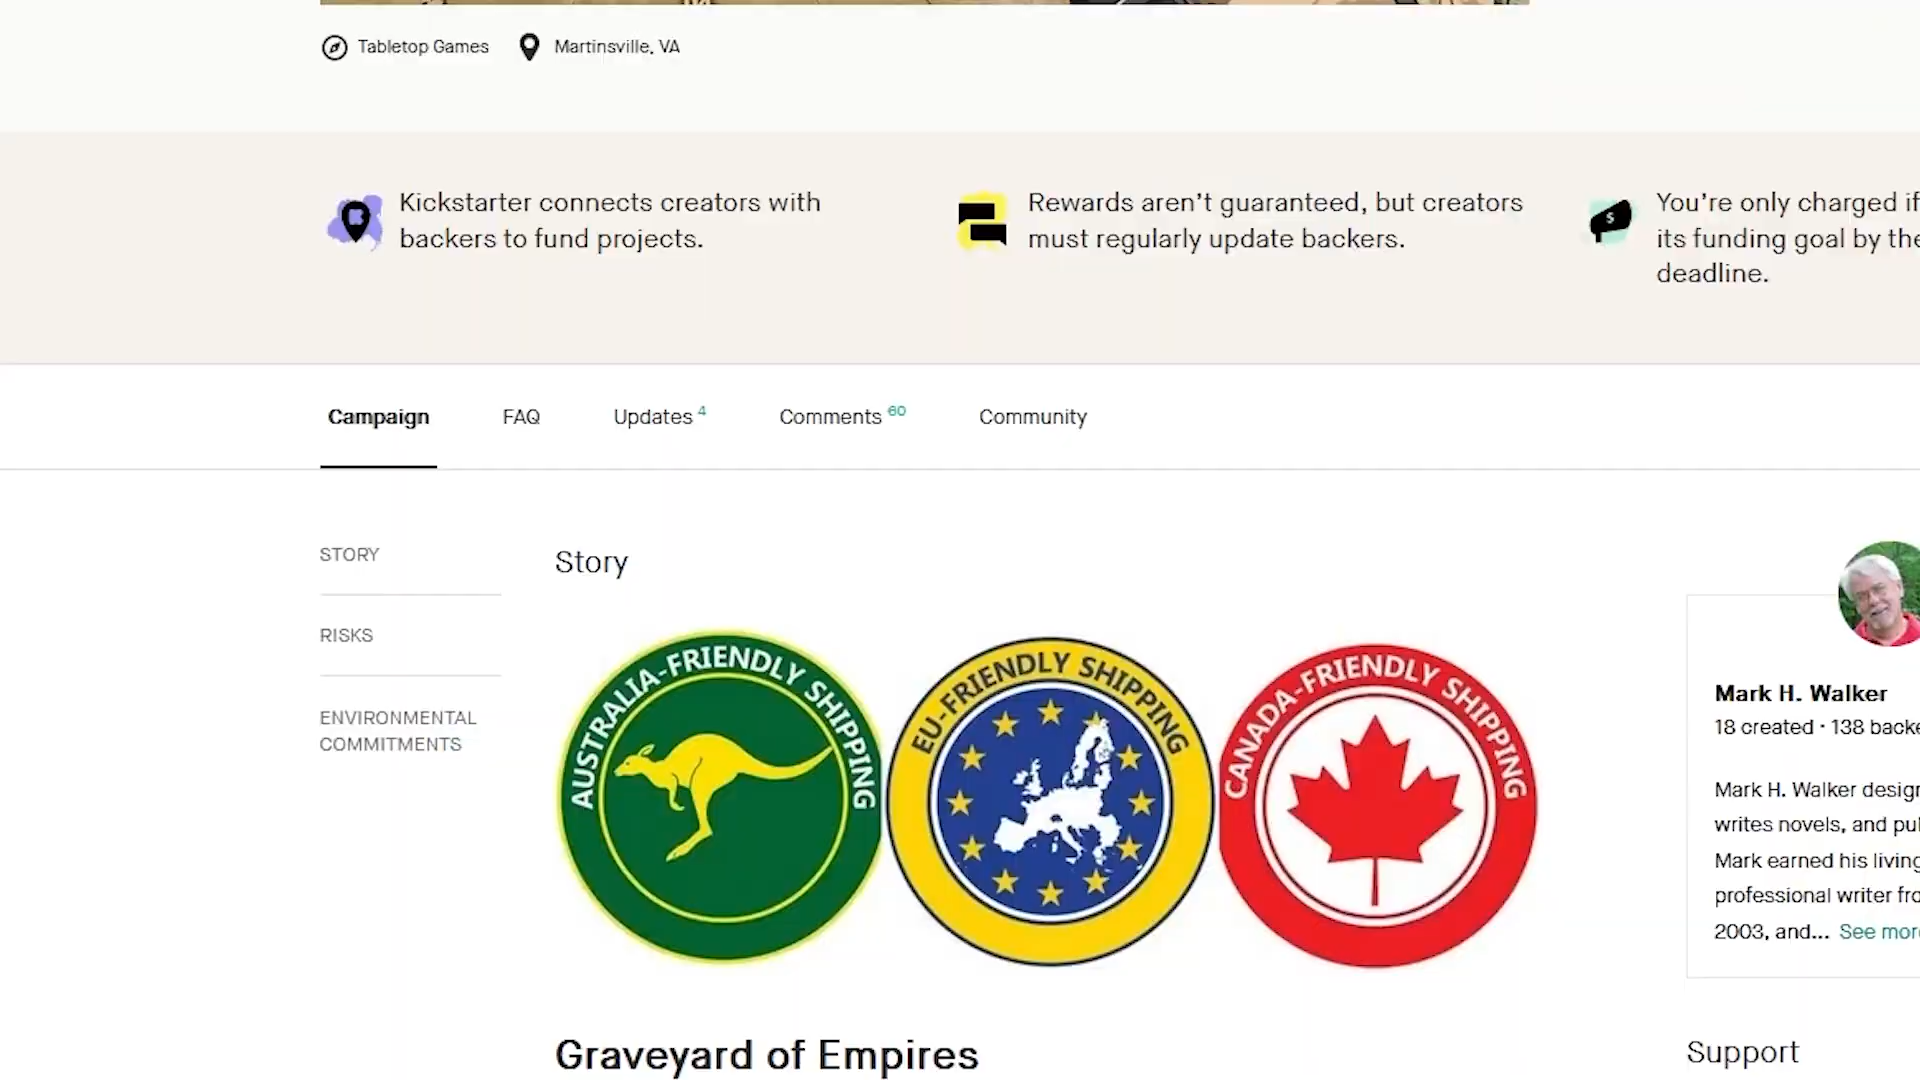 Tabletop Games
Martinsville, VA
Kickstarter connects creators with
backers to fund projects.
Rewards aren't guaranteed, but creators
must regularly update backers.
You're only charged if
its funding goal by the
deadline.
Campaign
FAQ
Updates 4
Comments 60
Community
STORY
RISKS
ENVIRONMENTAL
COMMITMENTS
Story
AUSTRALIA-FRIENDLY SHIPPING
EU-FRIENDLY SHIPPING
CANADA-FRIENDLY SHIPPING
Mark H. Walker
18 created · 138 backe
Mark H. Walker design
writes novels, and pu
Mark earned his living
professional writer fro
2003, and... See more
Graveyard of Empires
Support